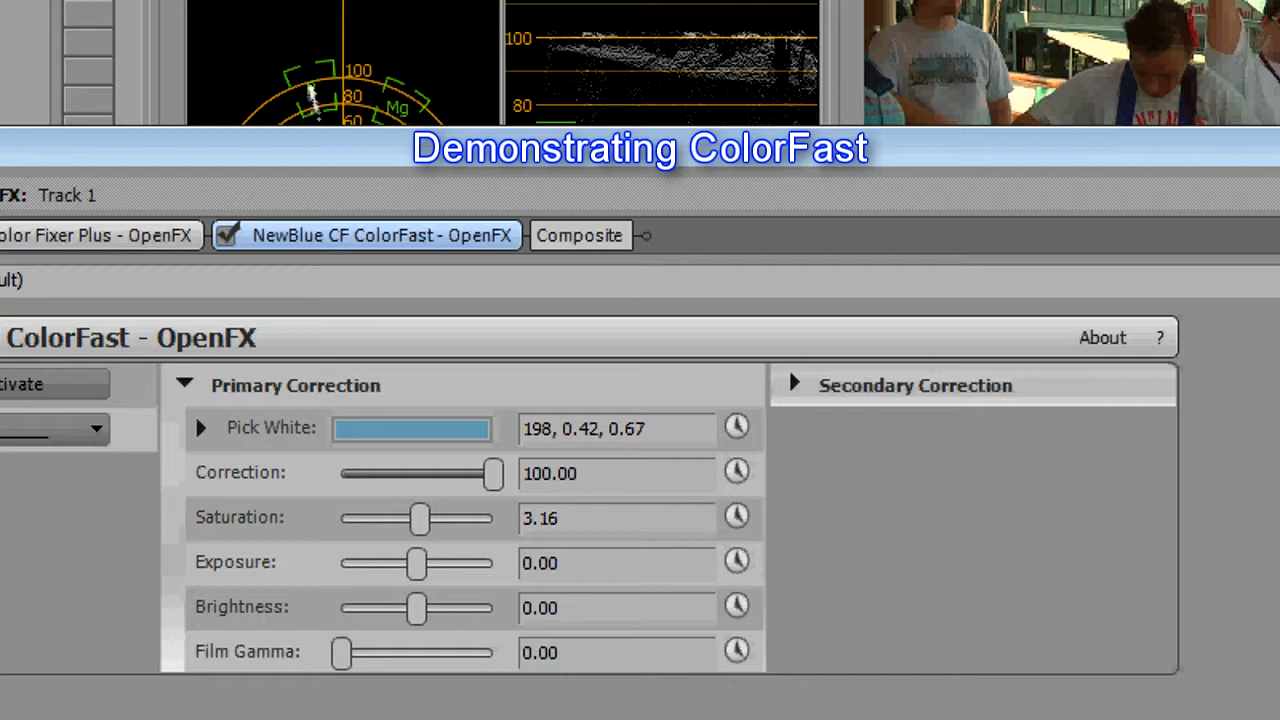 100
80
60
Mg
100
80
Demonstrating ColorFast
FX: Track 1
olor Fixer Plus - OpenFX
NewBlue CF ColorFast - OpenFX
Composite
ult)
ColorFast - OpenFX
About ?
ivate
Primary Correction
Secondary Correction
Pick White: 198, 0.42, 0.67
Correction: 100.00
Saturation: 3.16
Exposure: 0.00
Brightness: 0.00
Film Gamma: 0.00